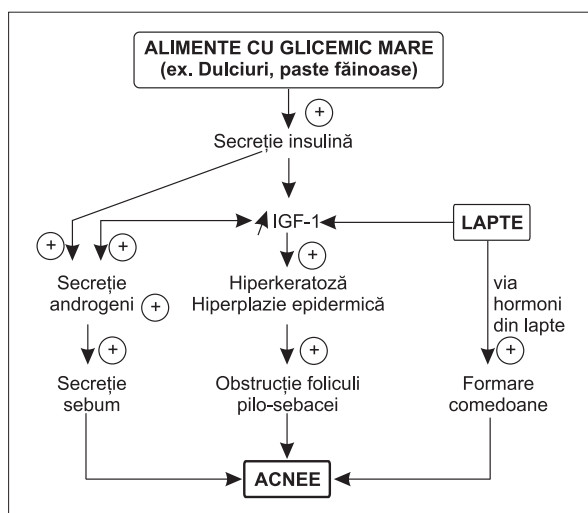 ALIMENTE CU GLICEMIC MARE
(ex. Dulciuri, paste făinoase)
+
Secreție insulină
IGF-1
LAPTE
+
+
+
Secreție
androgeni
+
Hiperkeratoză
Hiperplazie epidermică
via
hormoni
din lapte
+
+
+
Secreție
sebum
Obstrucție foliculi
pilo-sebacei
Formare
comedoane
ACNEE